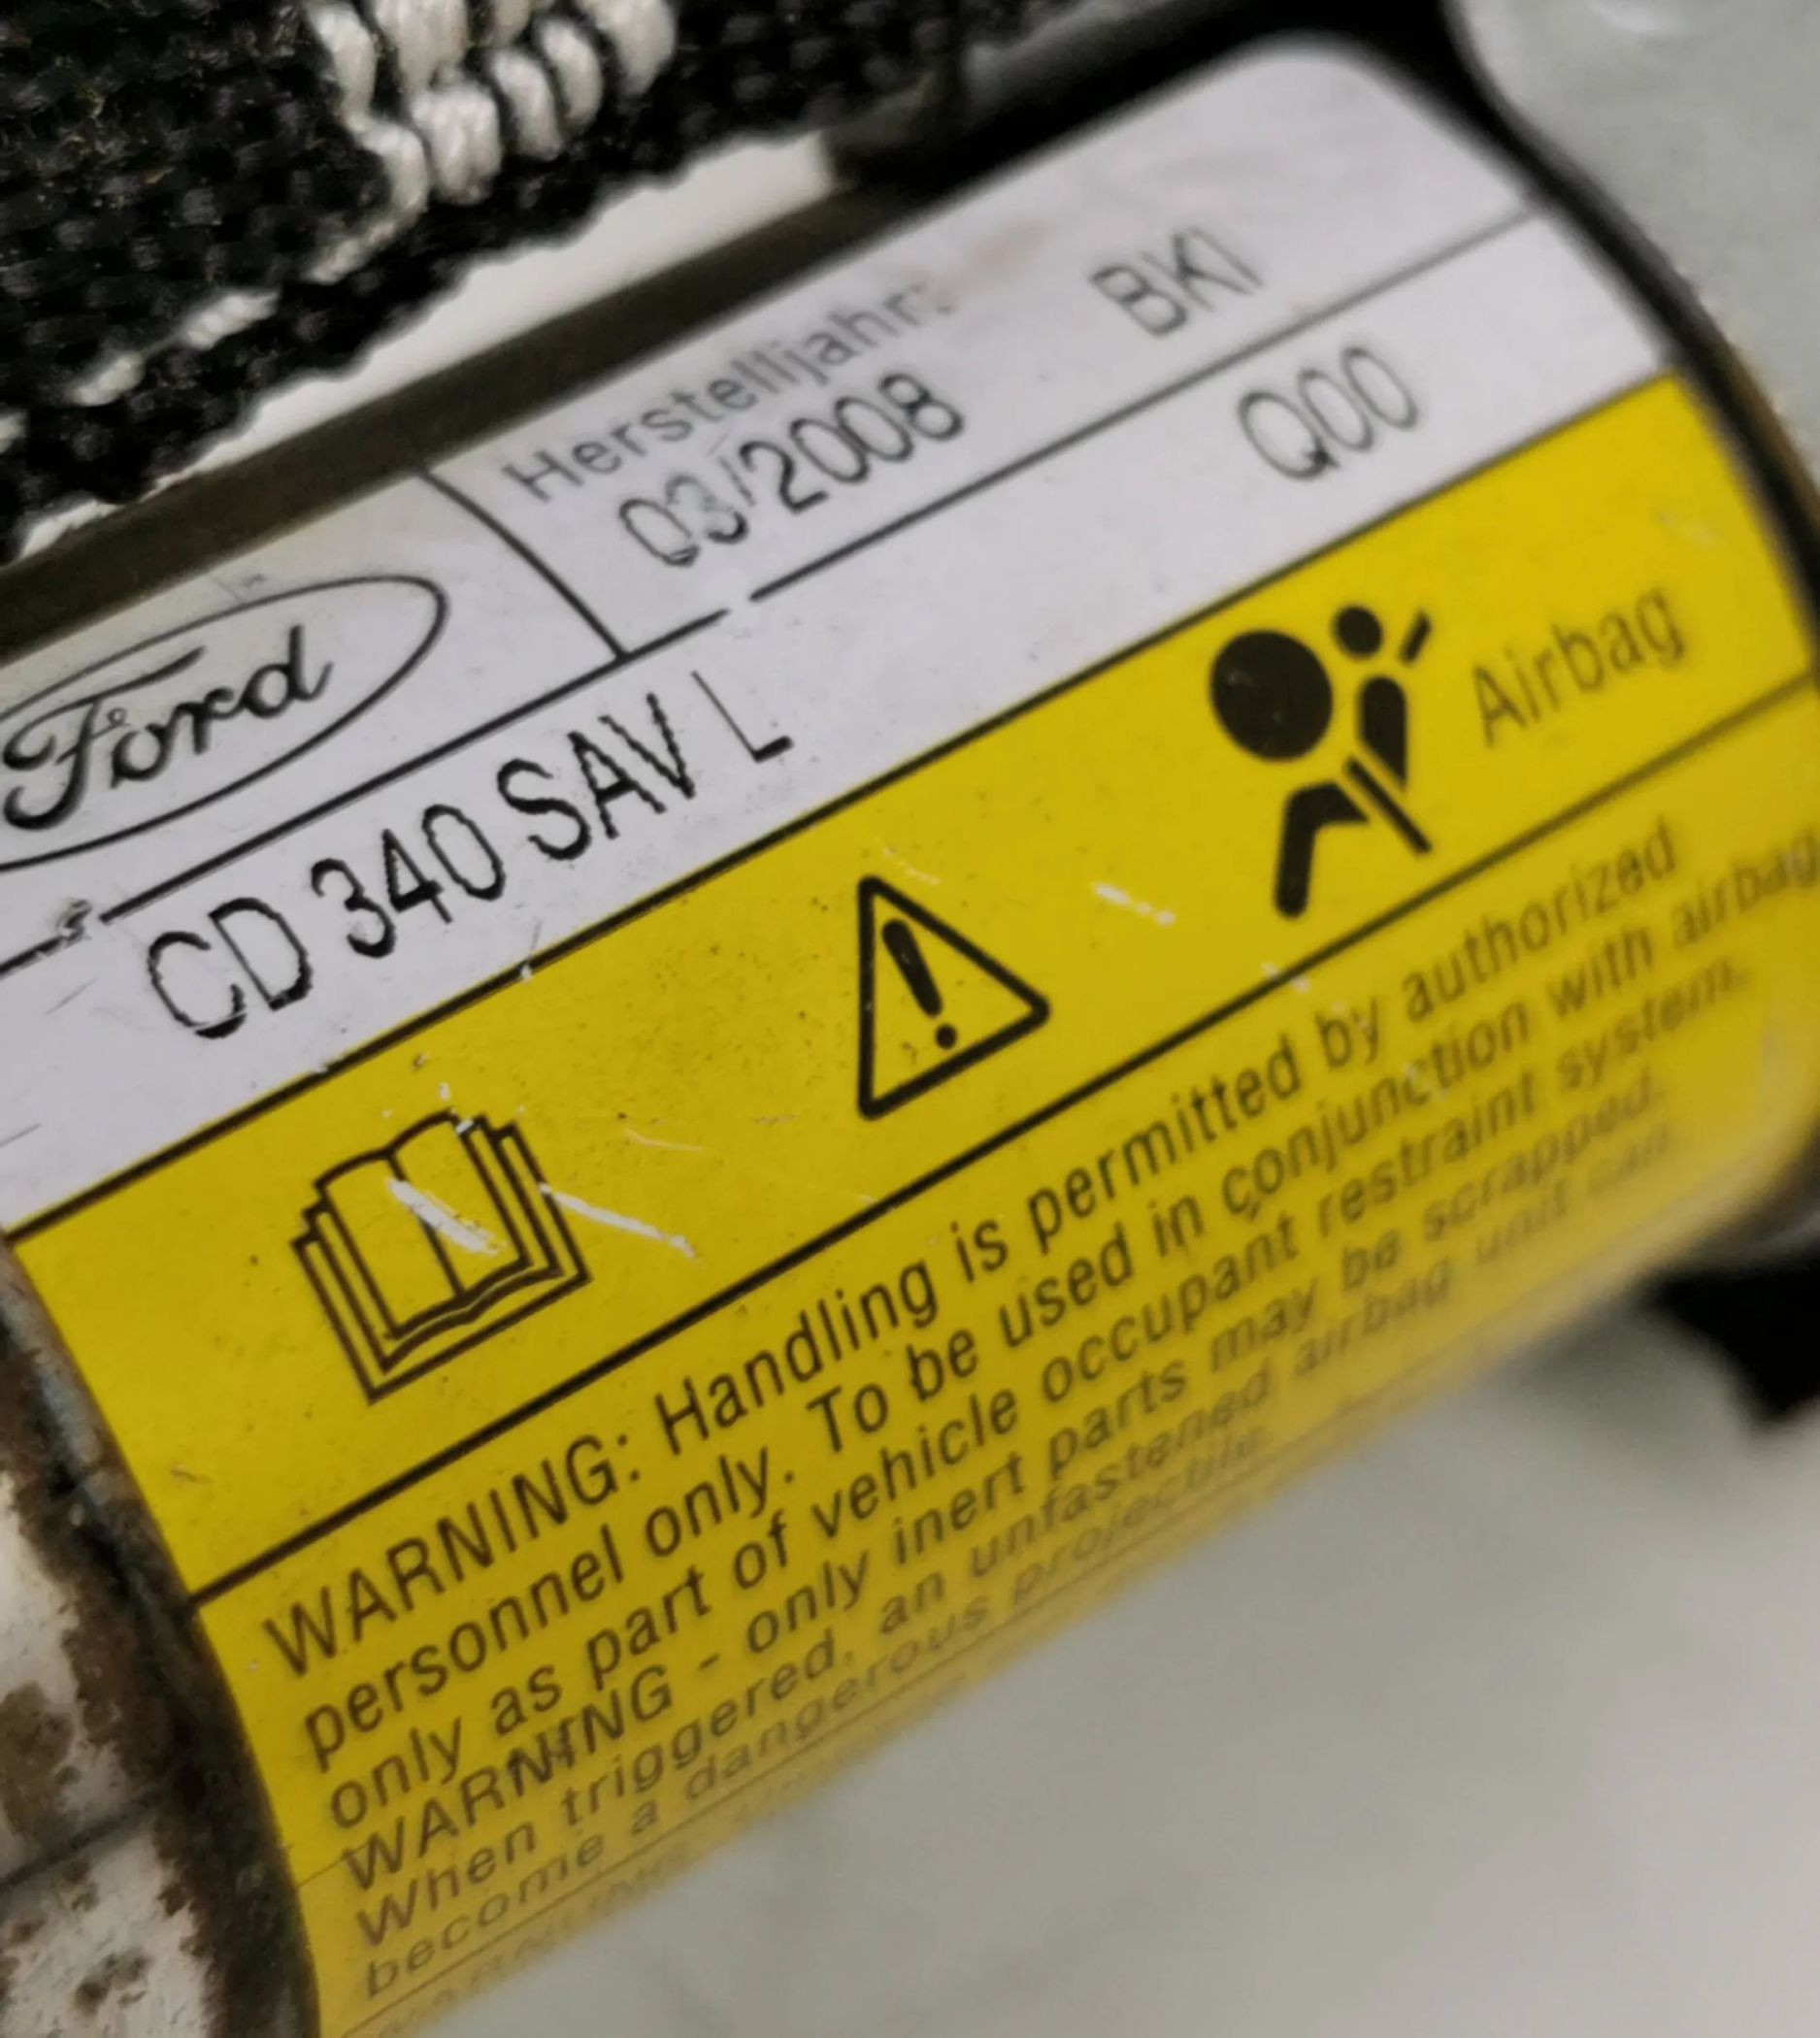 Herstelljahr:
03/2008 BKI
Ford
CD 340 SAV L Q00
Airbag
WARNING: Handling is permitted by authorized
personnel only. To be used in conjunction with airbag
only as part of vehicle occupant restraint system.
WARNING - only inert parts may be scrapped.
When triggered, an unfastened airbag unit can
become a dangerous projectile.